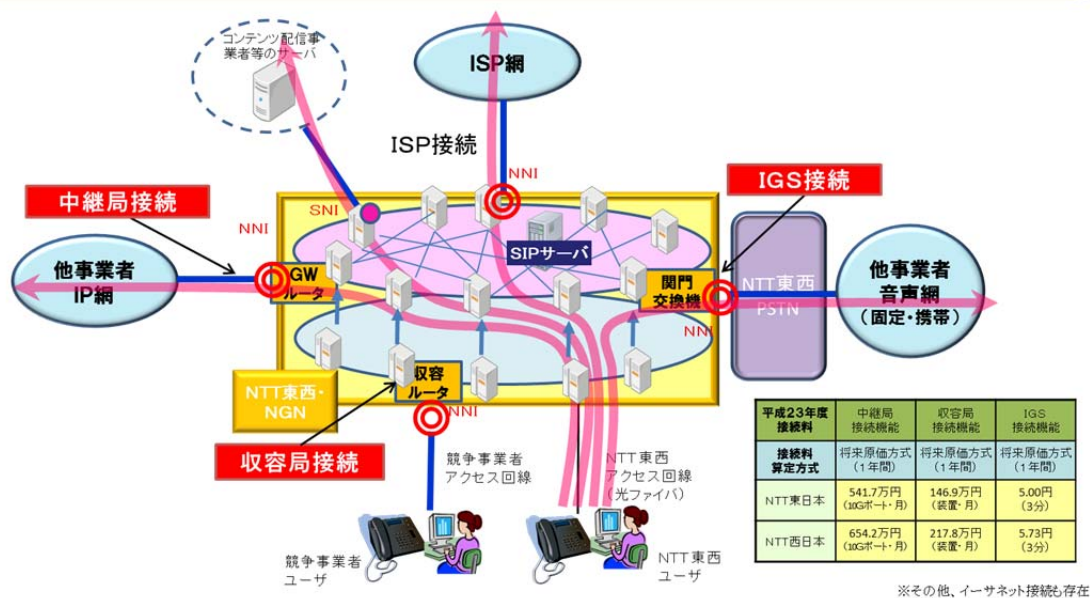 コンテンツ配信事
業者等のサーバ
ISP網
ISP接続
NNI
IGS接続
中継局接続
SNI
NNI
SIPサーバ
他事業者
IP網
GW
ルータ
関門
交換機
NTT東西
PSTN
他事業者
音声網
（固定・携帯）
NNI
NTT東西・
NGN
収容
ルータ
NNI
収容局接続
競争事業者
アクセス回線
NTT東西
アクセス回線
（光ファイバ）
競争事業者
ユーザ
NTT東西
ユーザ
平成23年度
接続料
中継局
接続機能
収容局
接続機能
IGS
接続機能
接続料
算定方式
将来原価方式
（1年間）
将来原価方式
（1年間）
将来原価方式
（1年間）
NTT東日本
541.7万円
（10Gポート・月）
146.9万円
（装置・月）
5.00円
（3分）
NTT西日本
654.2万円
（10Gポート・月）
217.8万円
（装置・月）
5.73円
（3分）
※その他、イーサネット接続も存在